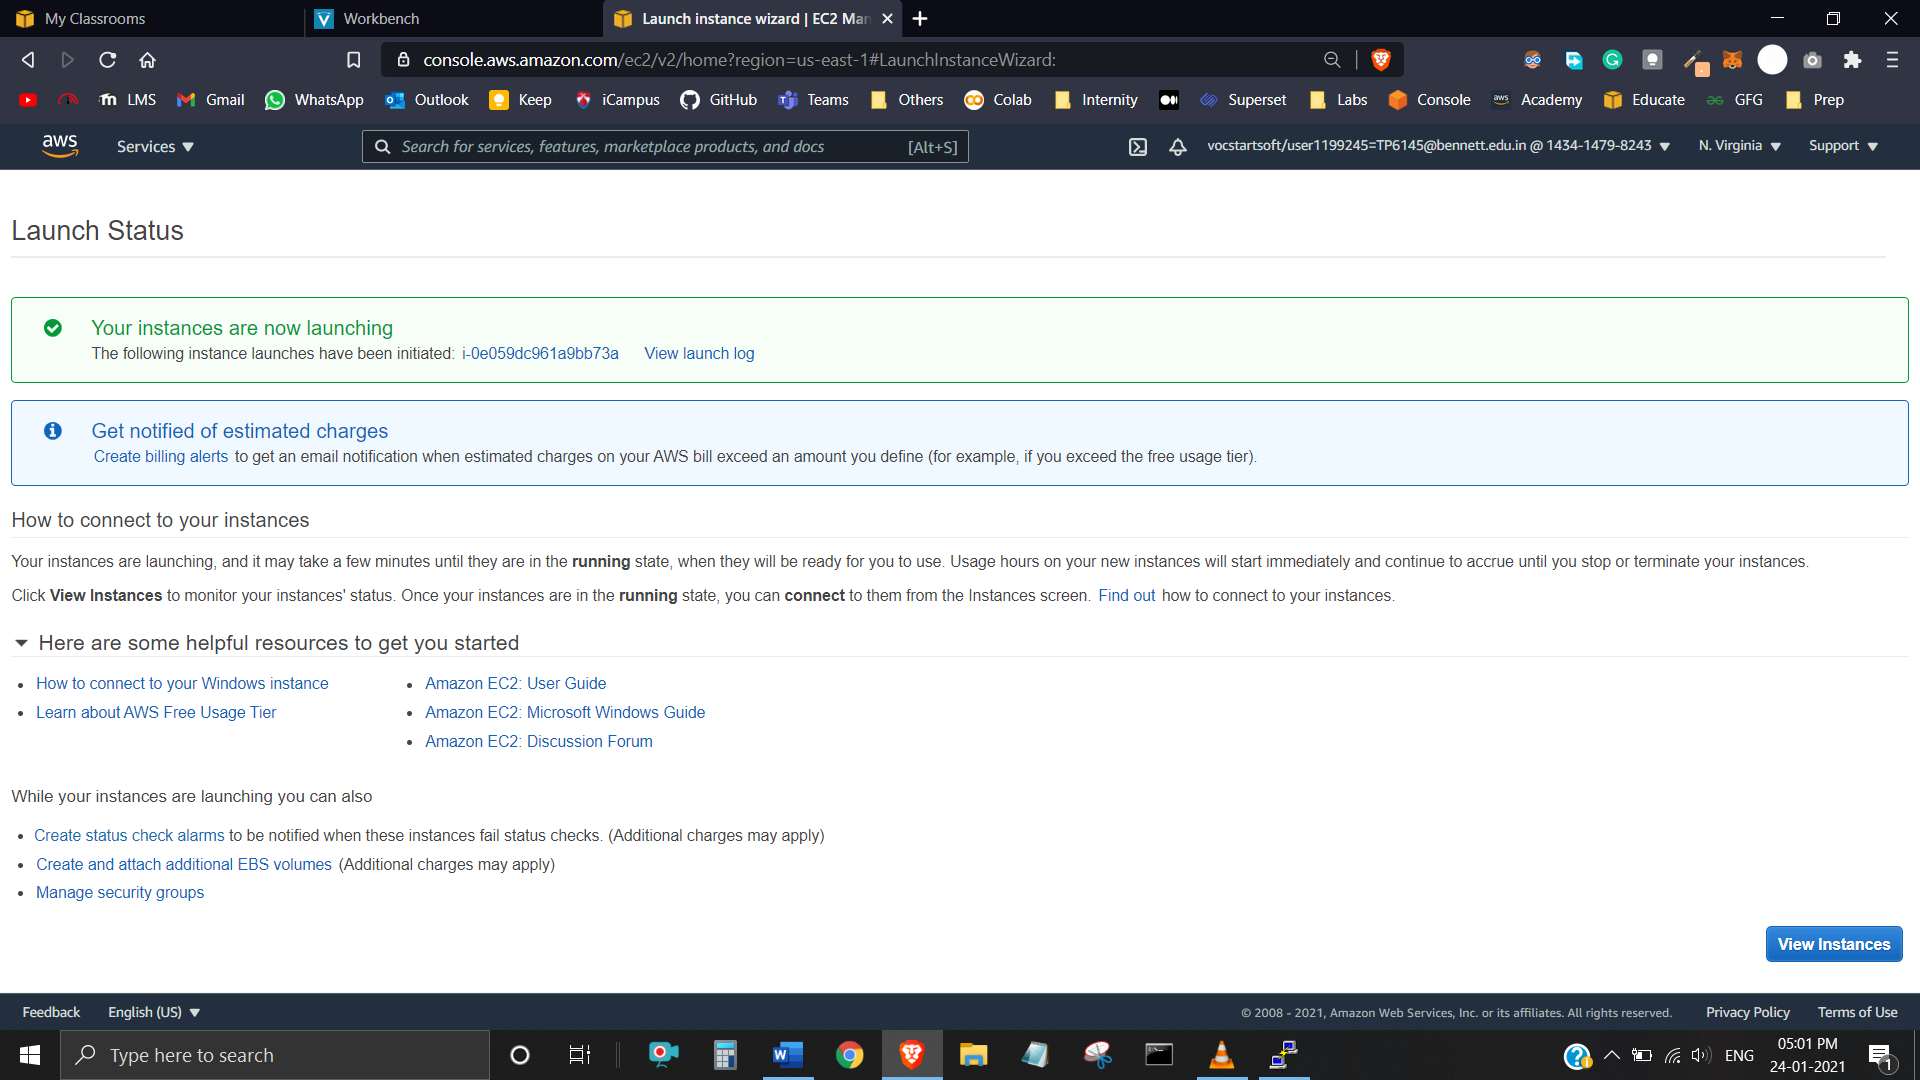 My Classrooms
Workbench
Launch instance wizard | EC2 Man
console.aws.amazon.com/ec2/v2/home?region=us-east-1#LaunchInstanceWizard:
LMS
Gmail
WhatsApp
Outlook
Keep
iCampus
GitHub
Teams
Others
Colab
Internity
Superset
Labs
Console
aws Academy
Educate
GFG
Prep
aws
Services
Search for services, features, marketplace products, and docs [Alt+S]
vocstartsoft/user1199245=TP6145@bennett.edu.in @ 1434-1479-8243
N. Virginia
Support
Launch Status
Your instances are now launching
The following instance launches have been initiated: i-0e059dc961a9bb73a View launch log
Get notified of estimated charges
Create billing alerts to get an email notification when estimated charges on your AWS bill exceed an amount you define (for example, if you exceed the free usage tier).
How to connect to your instances
Your instances are launching, and it may take a few minutes until they are in the running state, when they will be ready for you to use. Usage hours on your new instances will start immediately and continue to accrue until you stop or terminate your instances.
Click View Instances to monitor your instances' status. Once your instances are in the running state, you can connect to them from the Instances screen. Find out how to connect to your instances.
Here are some helpful resources to get you started
How to connect to your Windows instance
Learn about AWS Free Usage Tier
Amazon EC2: User Guide
Amazon EC2: Microsoft Windows Guide
Amazon EC2: Discussion Forum
While your instances are launching you can also
Create status check alarms to be notified when these instances fail status checks. (Additional charges may apply)
Create and attach additional EBS volumes (Additional charges may apply)
Manage security groups
View Instances
Feedback
English (US)
© 2008 - 2021, Amazon Web Services, Inc. or its affiliates. All rights reserved.
Privacy Policy
Terms of Use
Type here to search
ENG
05:01 PM
24-01-2021
1